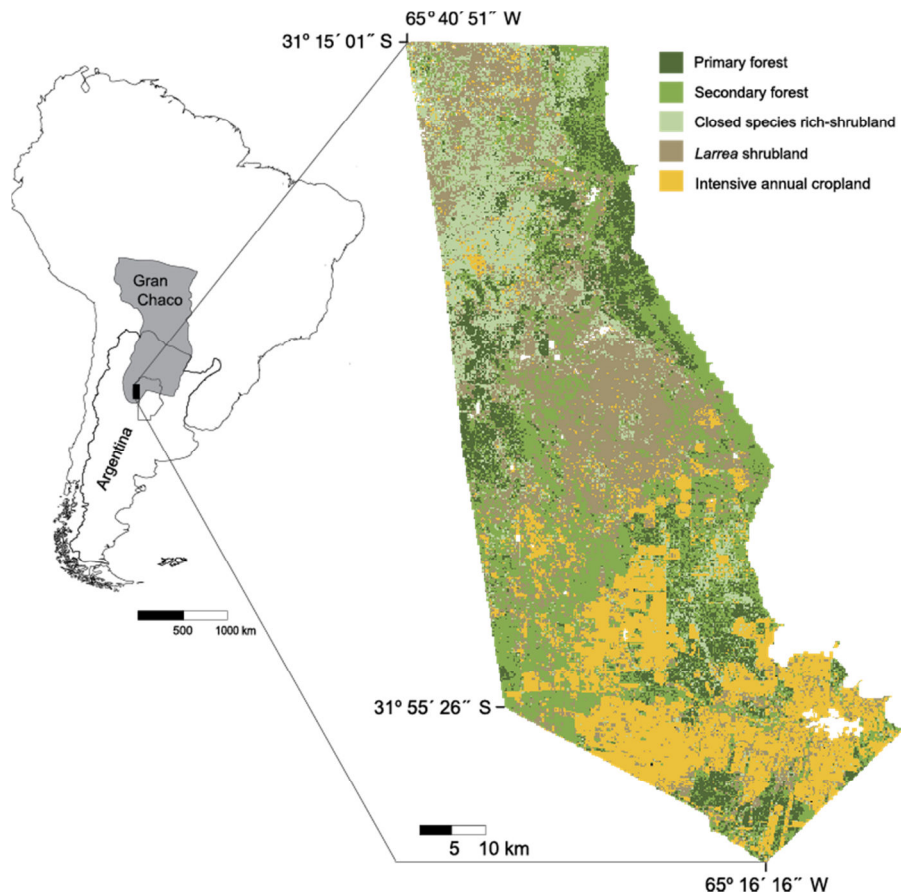 65º 40´ 51˝ W
31º 15´ 01˝ S
Primary forest
Secondary forest
Closed species rich-shrubland
Larrea shrubland
Intensive annual cropland
Gran
Chaco
Argentina
500 1000 km
31º 55´ 26˝ S
5 10 km
65º 16´ 16˝ W